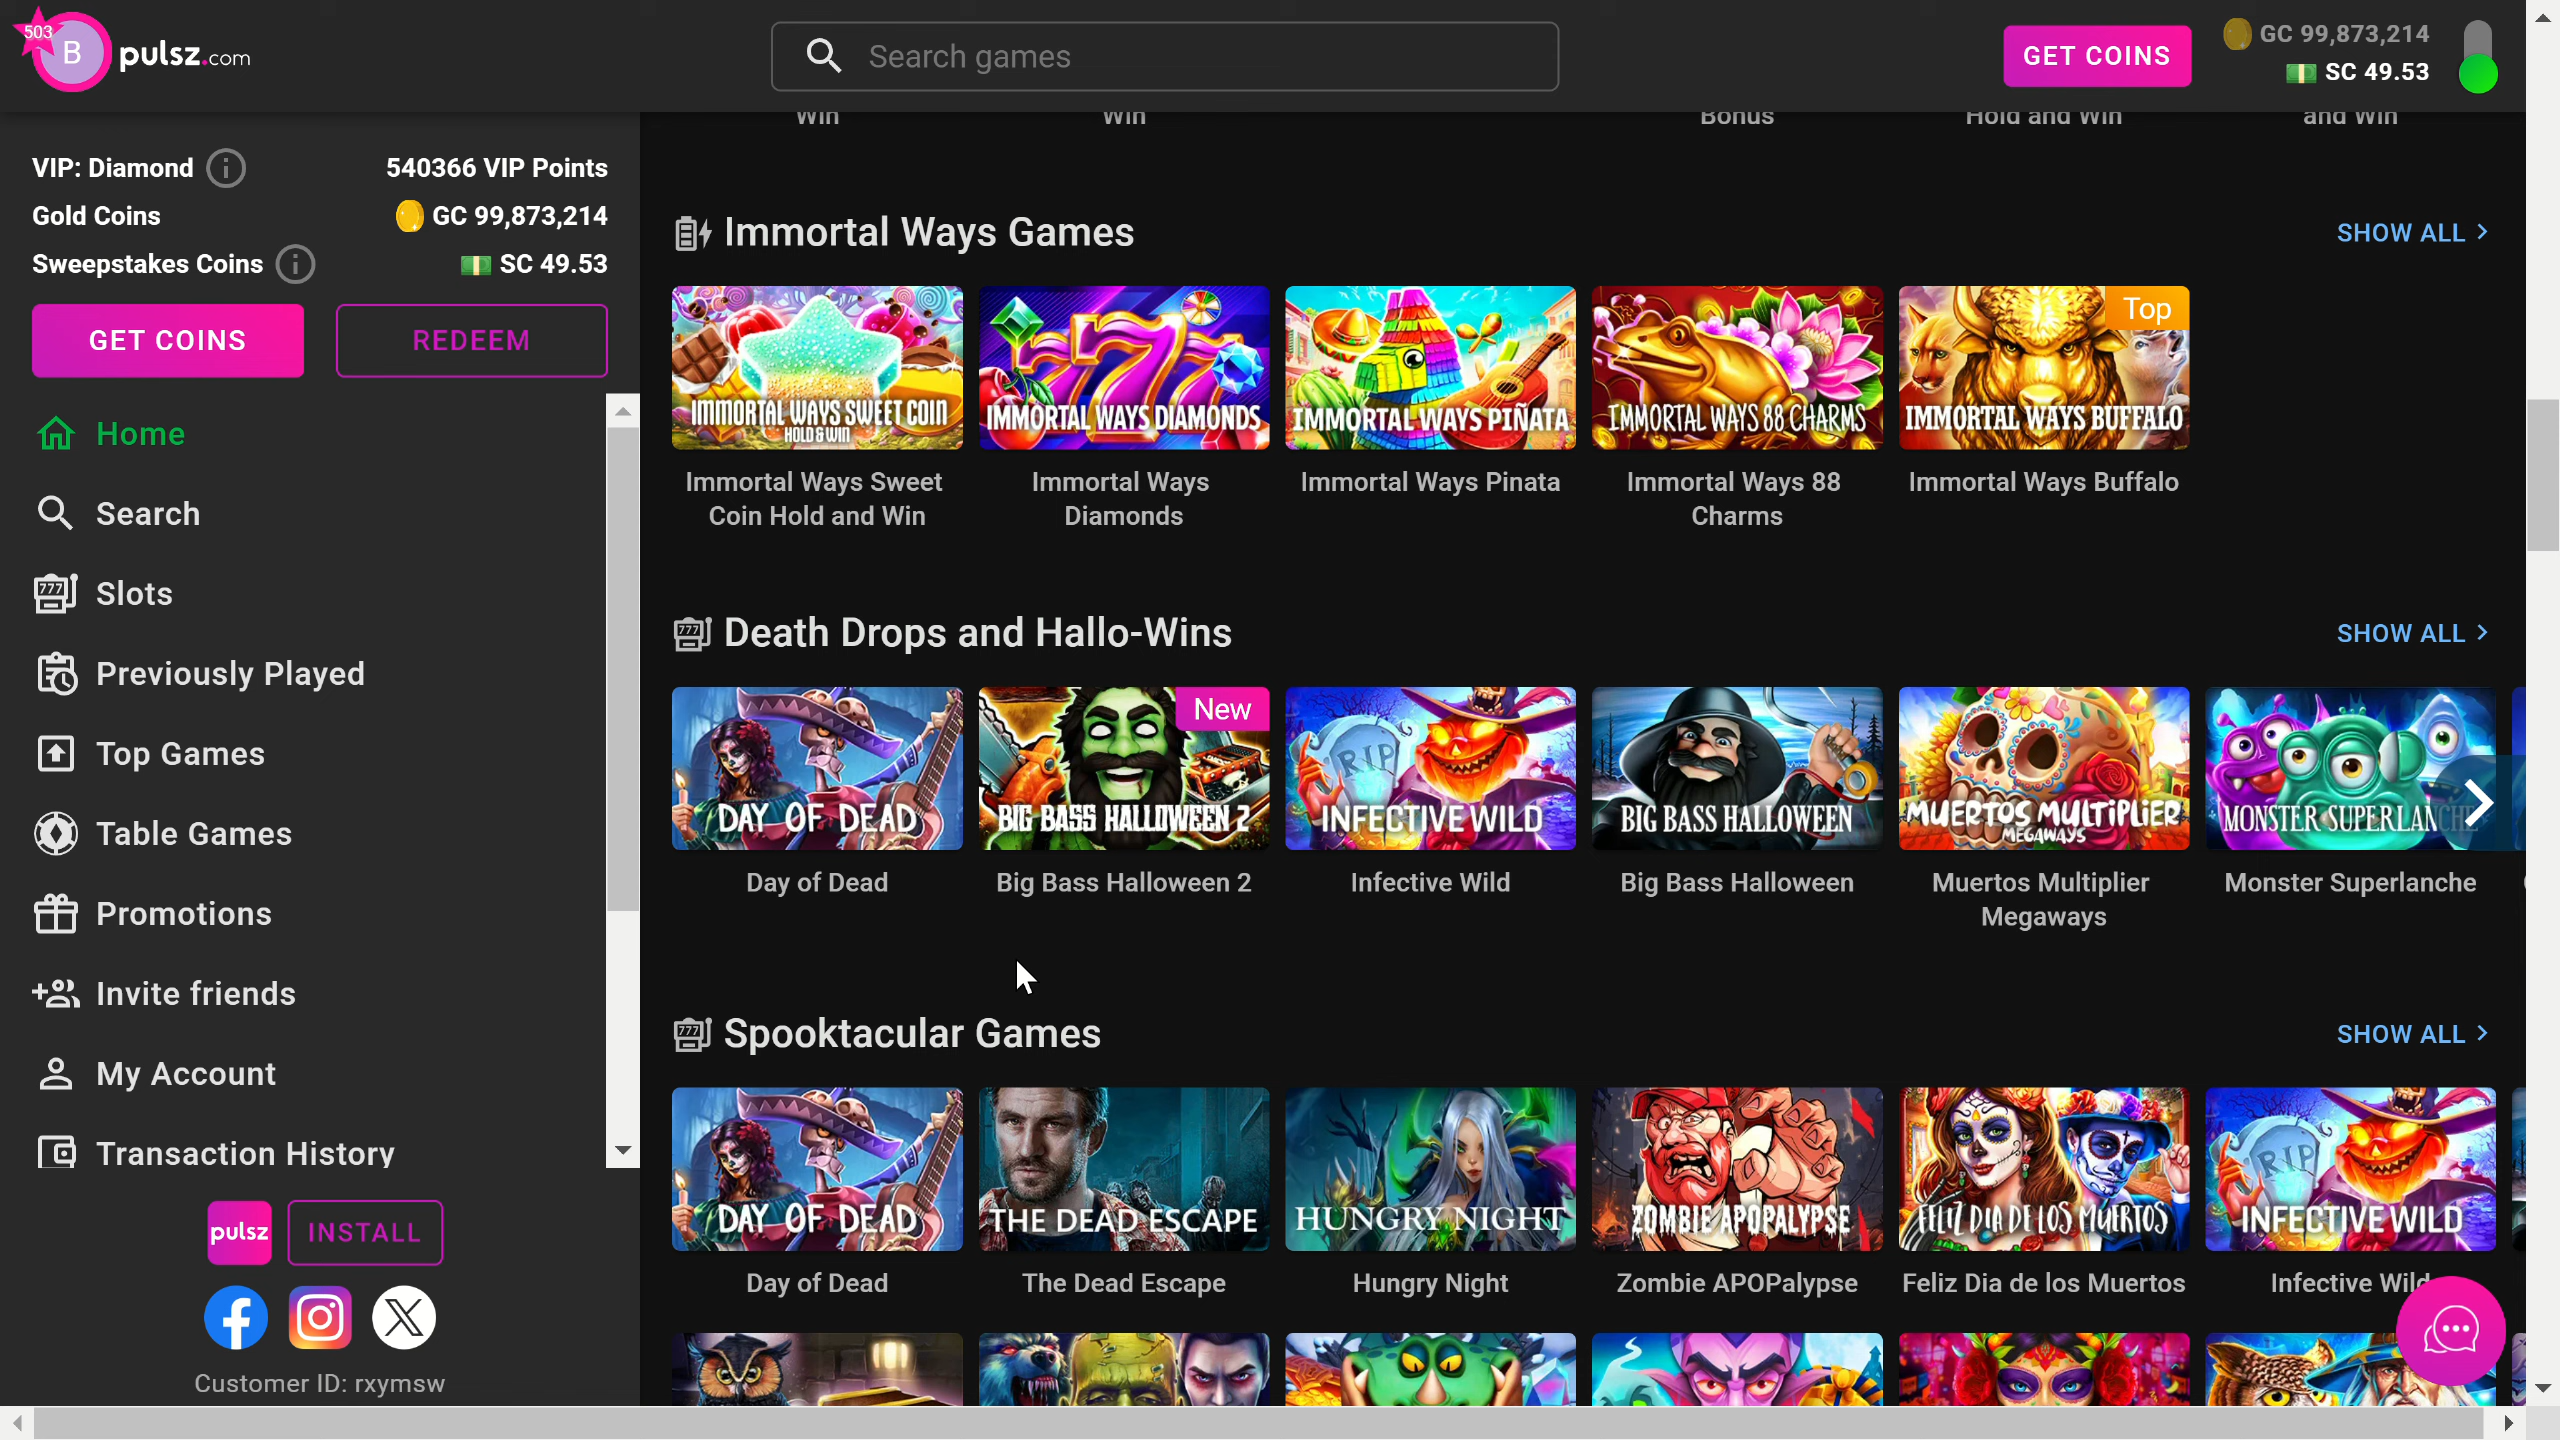 503
B
pulsz.com
Search games
GET COINS
GC 99,873,214
SC 49.53
VIP: Diamond
540366 VIP Points
Gold Coins
GC 99,873,214
Sweepstakes Coins
SC 49.53
GET COINS
REDEEM
Home
Search
Slots
Previously Played
Top Games
Table Games
Promotions
Invite friends
My Account
Transaction History
pulsz
INSTALL
Customer ID: rxymsw
Win
Win
Bonus
Hold and Win
and Win
Immortal Ways Games
SHOW ALL
IMMORTAL WAYS SWEET COIN
HOLD & WIN
777
IMMORTAL WAYS DIAMONDS
IMMORTAL WAYS PIÑATA
IMMORTAL WAYS 88 CHARMS
Top
IMMORTAL WAYS BUFFALO
Immortal Ways Sweet
Coin Hold and Win
Immortal Ways
Diamonds
Immortal Ways Pinata
Immortal Ways 88
Charms
Immortal Ways Buffalo
Death Drops and Hallo-Wins
SHOW ALL
DAY OF DEAD
New
BIG BASS HALLOWEEN 2
RIP
INFECTIVE WILD
BIG BASS HALLOWEEN
MUERTOS MULTIPLIER
MEGAWAYS
MONSTER SUPERLANCHE
Day of Dead
Big Bass Halloween 2
Infective Wild
Big Bass Halloween
Muertos Multiplier
Megaways
Monster Superlanche
Spooktacular Games
SHOW ALL
DAY OF DEAD
THE DEAD ESCAPE
HUNGRY NIGHT
ZOMBIE APOPALYPSE
FELIZ DIA DE LOS MUERTOS
RIP
INFECTIVE WILD
Day of Dead
The Dead Escape
Hungry Night
Zombie APOPalypse
Feliz Dia de los Muertos
Infective Wild